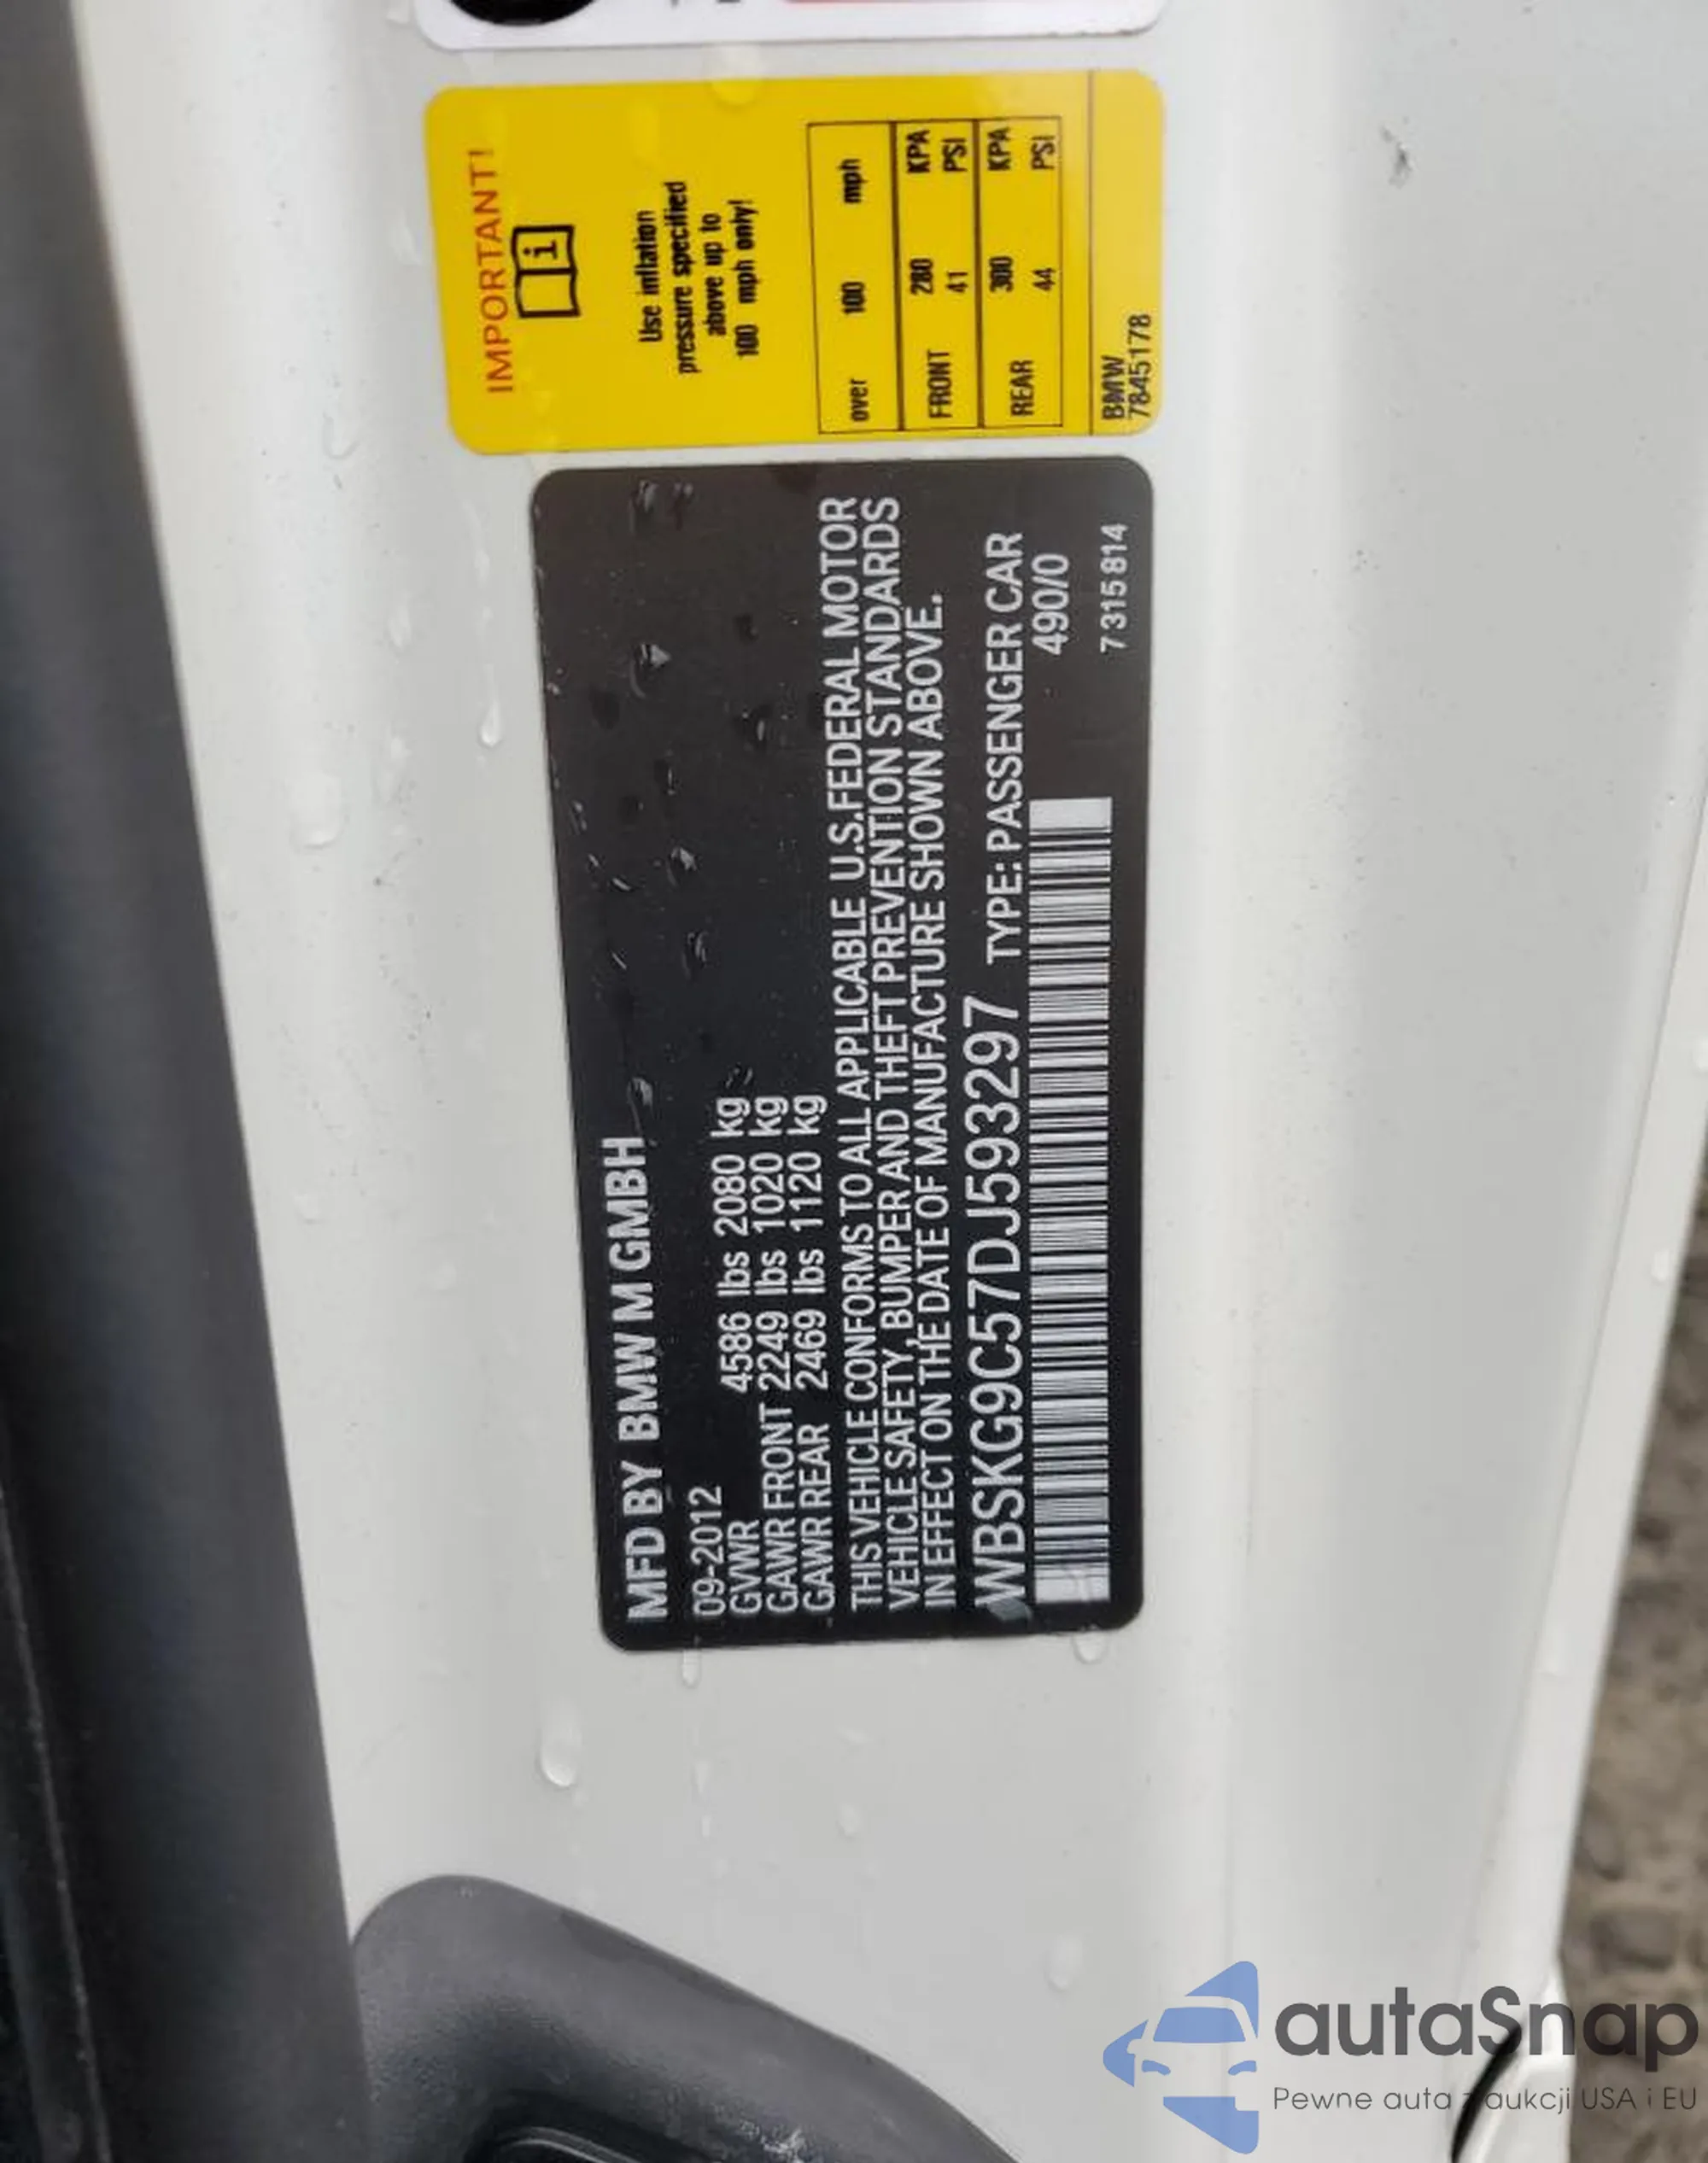 IMPORTANT!
i
Use inflation
pressure specified
above up to
100 mph only!
over 100 mph
FRONT 280 KPA
41 PSI
REAR 300 KPA
44 PSI
BMW
7845178
MFD BY BMW M GMBH
09-2012
GVWR 4586 lbs 2080 kg
GAWR FRONT 2249 lbs 1020 kg
GAWR REAR 2469 lbs 1120 kg
THIS VEHICLE CONFORMS TO ALL APPLICABLE U.S.FEDERAL MOTOR
VEHICLE SAFETY, BUMPER AND THEFT PREVENTION STANDARDS
IN EFFECT ON THE DATE OF MANUFACTURE SHOWN ABOVE.
WBSKG9C57DJ593297 TYPE: PASSENGER CAR
490/0
7315814
autaSnap
Pewne auta z aukcji USA i EU